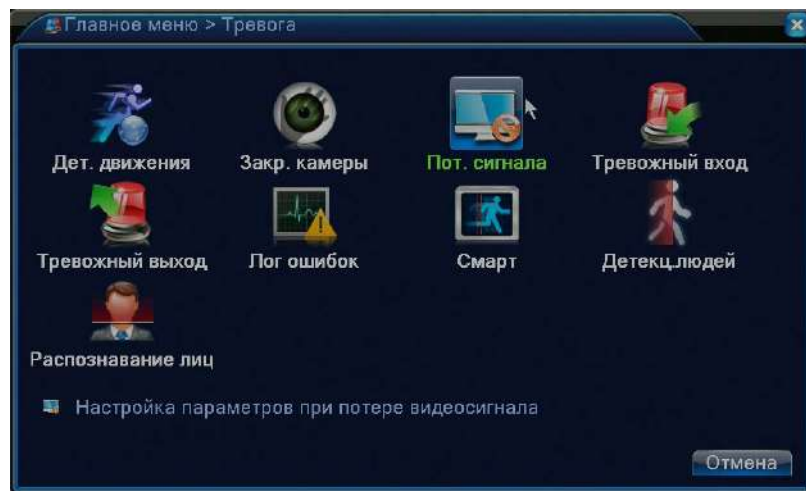 Главное меню > Тревога
Дет. движения Закр. камеры Пот. сигнала Тревожный вход
Тревожный выход Лог ошибок Смарт Детекц.людей
Распознавание лиц
Настройка параметров при потере видеосигнала
Отмена